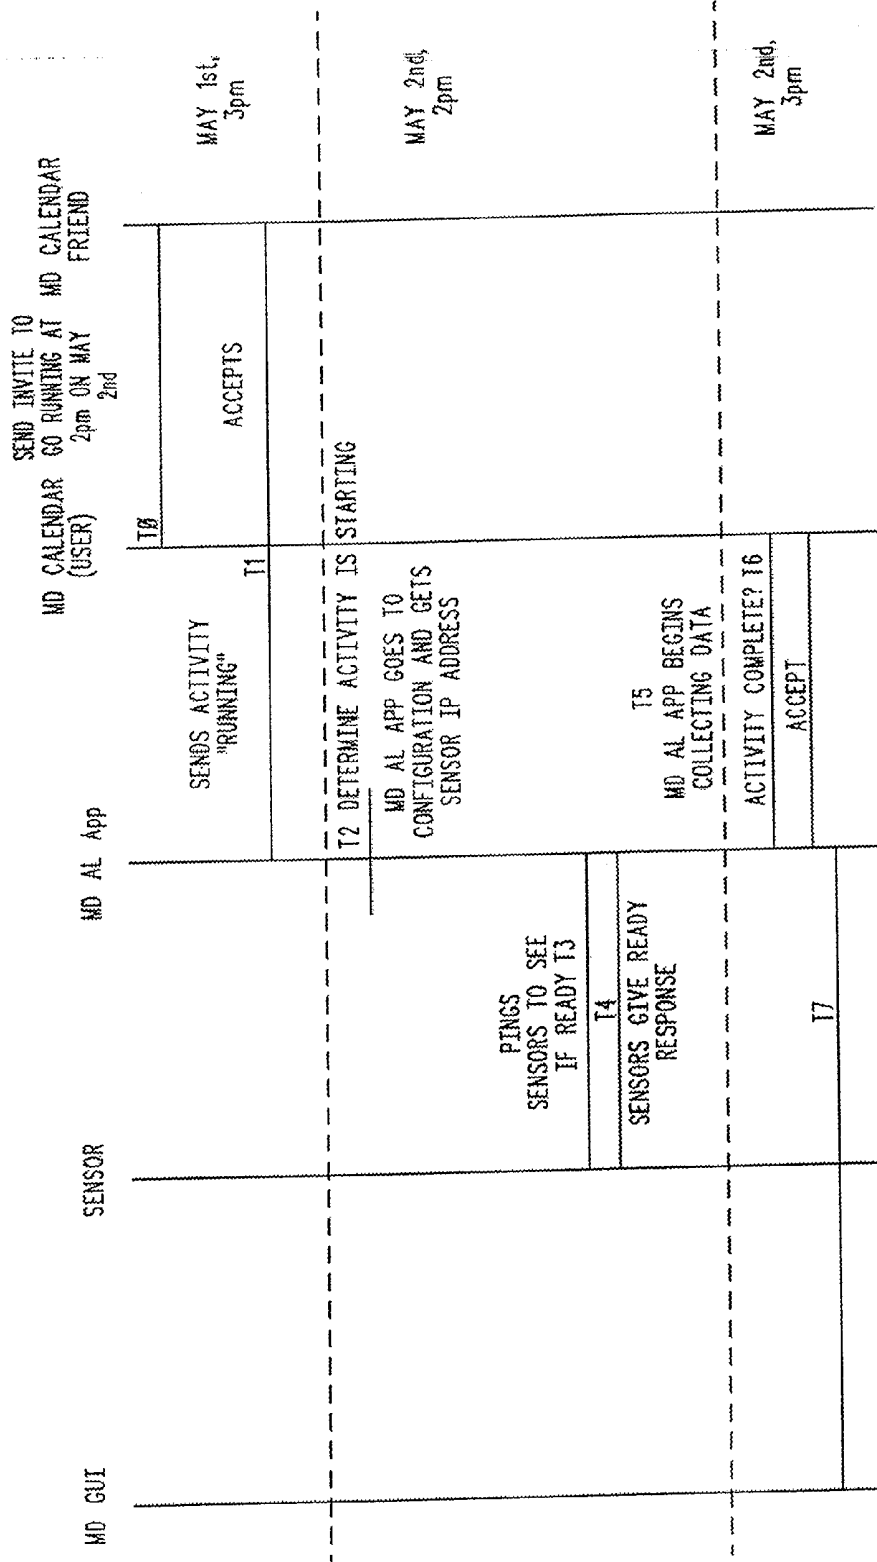 MD GUI
SENSOR
MD AL App
MD CALENDAR
(USER)
SEND INVITE TO
GO RUNNING AT
2pm ON MAY
2nd
MD CALENDAR
FRIEND
TØ
SENDS ACTIVITY
"RUNNING"
T1
ACCEPTS
MAY 1st,
3pm
T2 DETERMINE ACTIVITY IS STARTING
MD AL APP GOES TO
CONFIGURATION AND GETS
SENSOR IP ADDRESS
MAY 2nd,
2pm
PINGS
SENSORS TO SEE
IF READY T3
T4
SENSORS GIVE READY
RESPONSE
T5
MD AL APP BEGINS
COLLECTING DATA
ACTIVITY COMPLETE? T6
ACCEPT
MAY 2nd,
3pm
T7